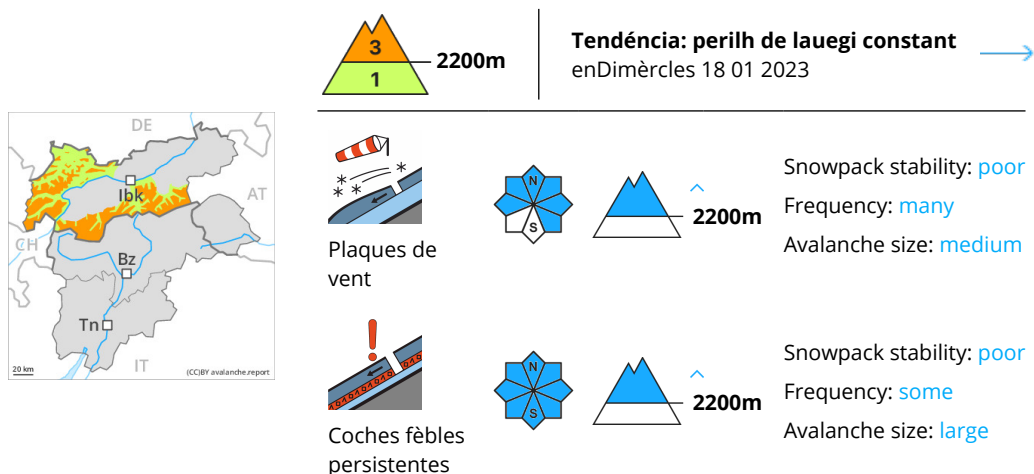 3
1
2200m
Tendéncia: perilh de lauegi constant
enDimèrcles 18 01 2023
DE
AT
CH
IT
Ibk
Bz
Tn
20 km
(CC)BY avalanche.report
Plaques de
vent
N
S
2200m
Snowpack stability: poor
Frequency: many
Avalanche size: medium
Coches fèbles
persistentes
N
S
2200m
Snowpack stability: poor
Frequency: some
Avalanche size: large